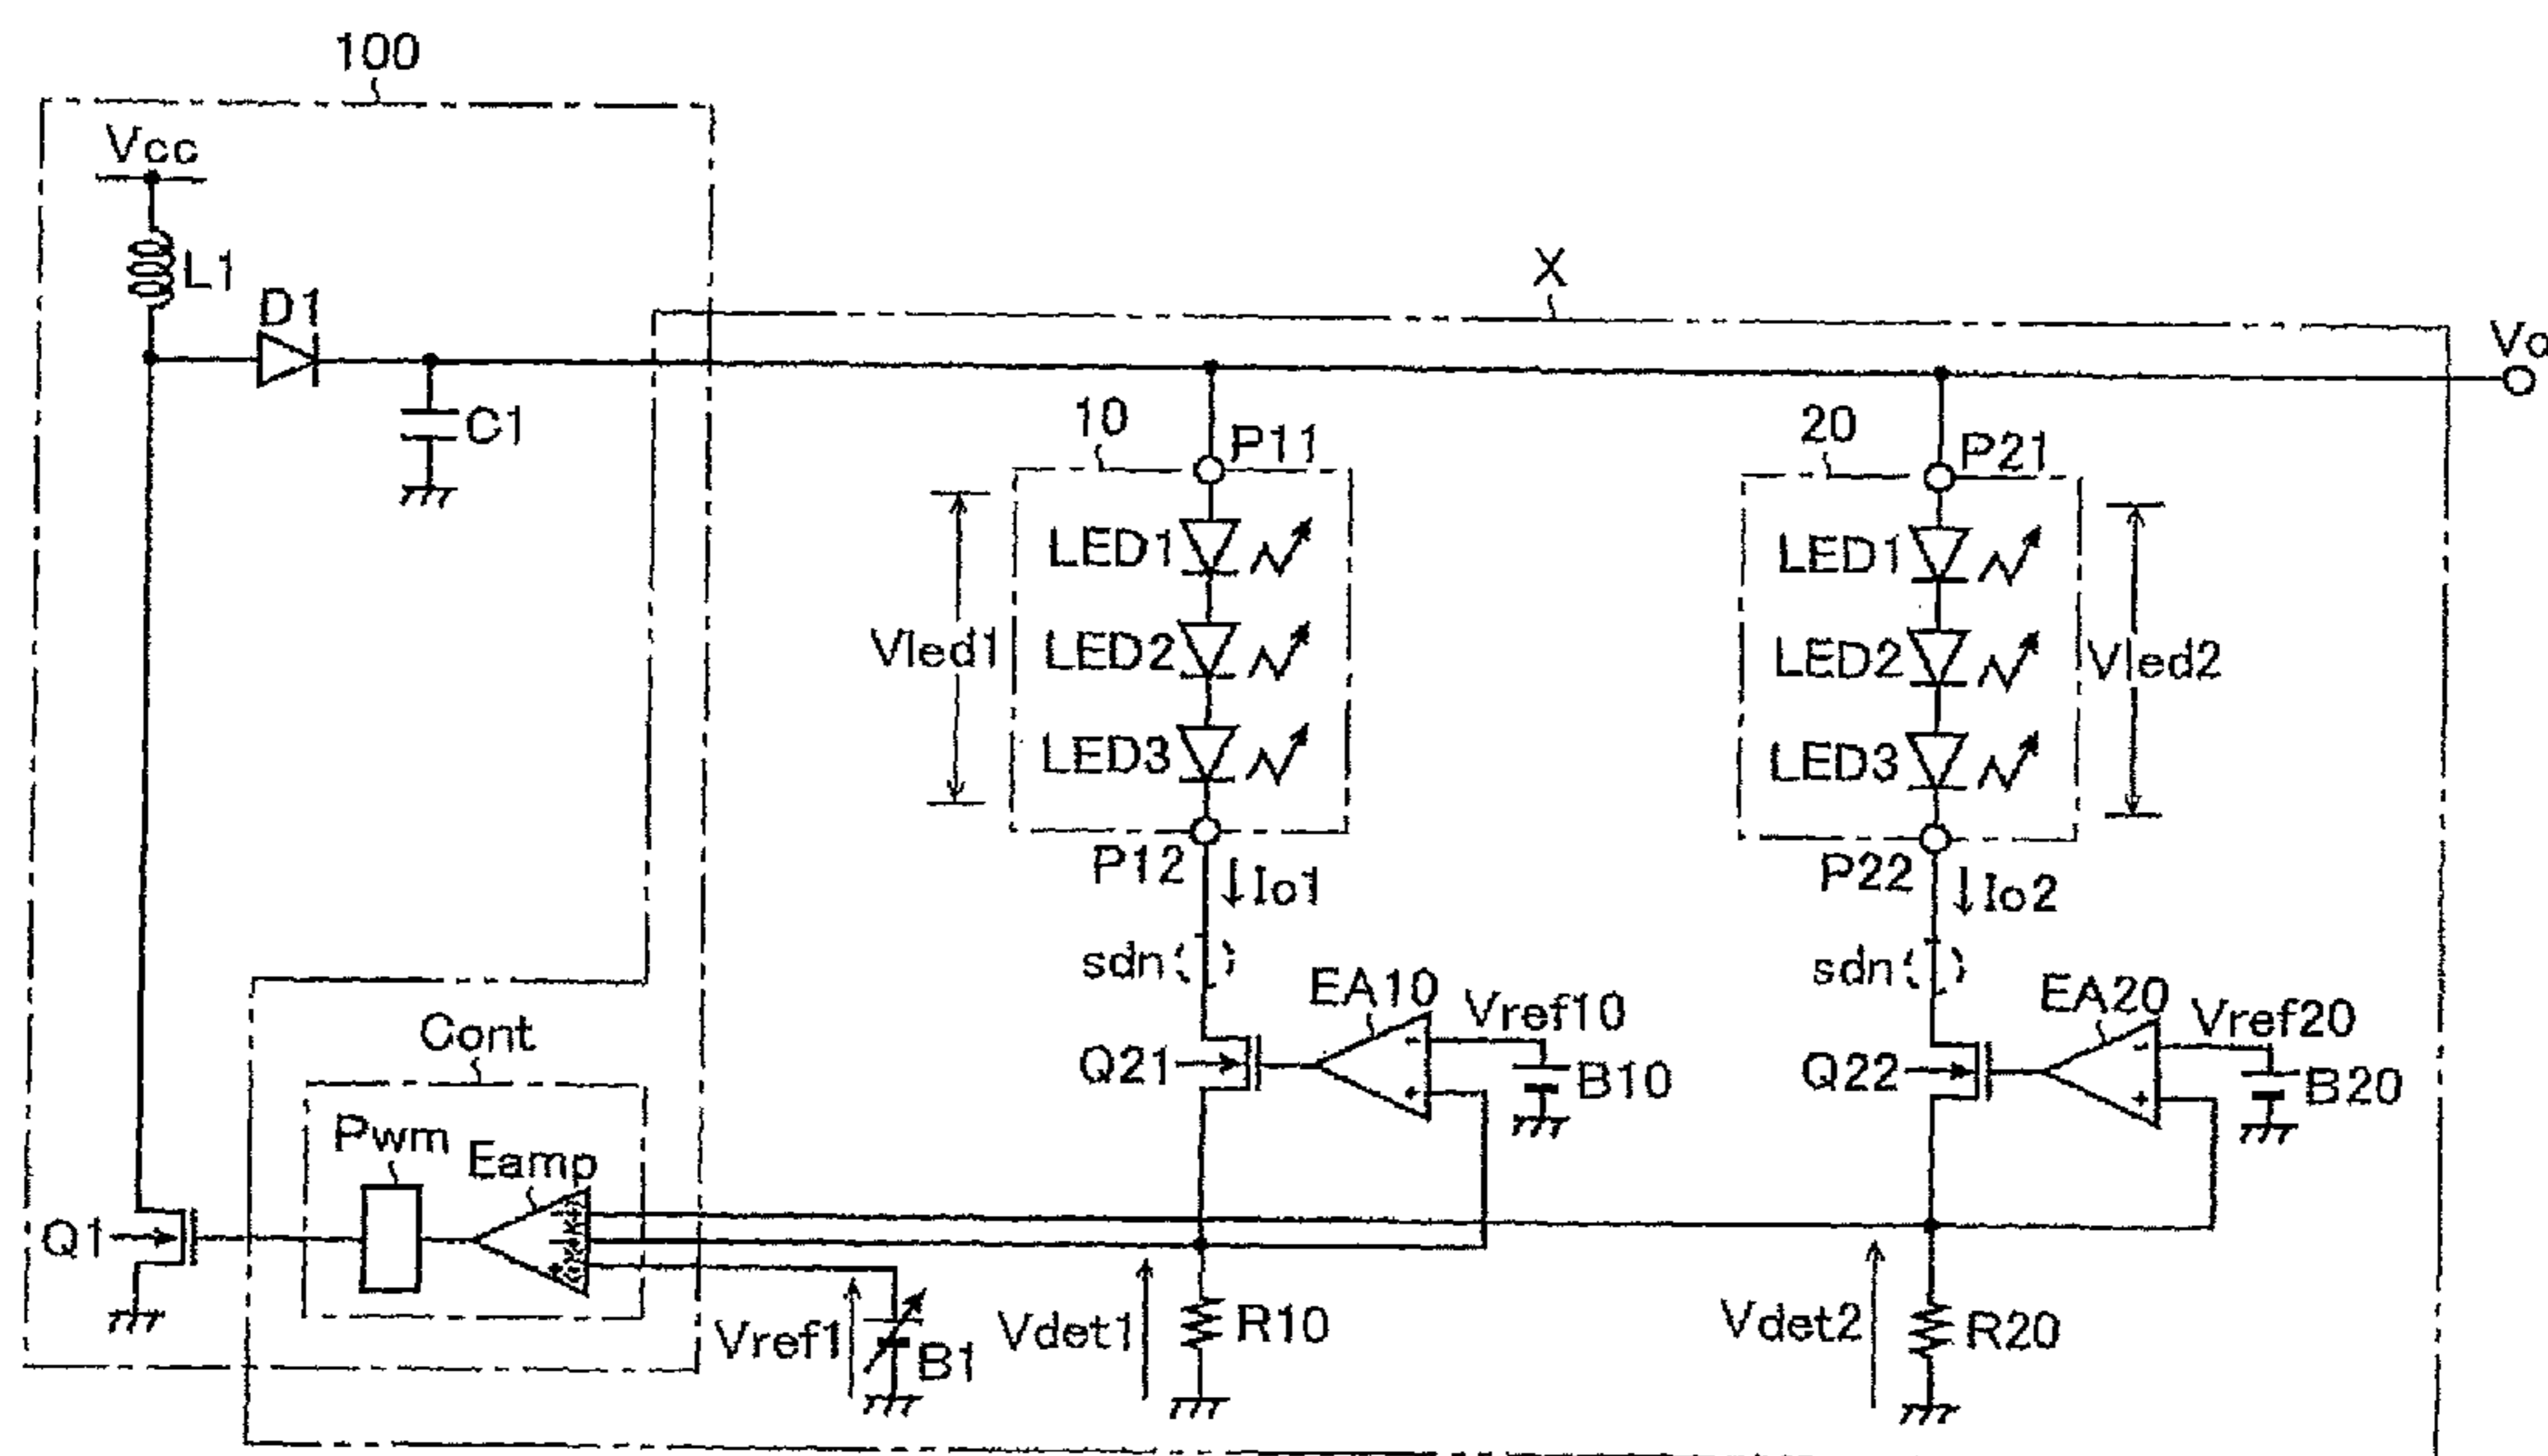 100
Vcc
L1
D1
C1
X
Vo
10
P11
LED1
LED2
LED3
Vled1
P12
Io1
20
P21
LED1
LED2
LED3
Vled2
P22
Io2
sdn
EA10
Vref10
Q21
B10
sdn
EA20
Vref20
Q22
B20
Cont
Pwm
Eamp
Q1
Vref1
B1
Vdet1
R10
Vdet2
R20